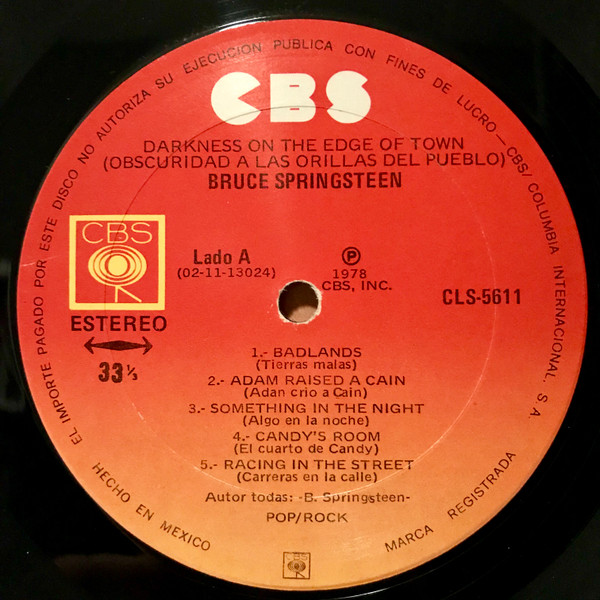 EL IMPORTE PAGADO POR ESTE DISCO NO AUTORIZA SU EJECUCION PUBLICA CON FINES DE LUCRO—CBS/COLUMBIA INTERNACIONAL, S.A.
CBS
DARKNESS ON THE EDGE OF TOWN
(OBSCURIDAD A LAS ORILLAS DEL PUEBLO)
BRUCE SPRINGSTEEN
CBS
ESTEREO
33 ⅓
Lado A
(02-11-13024)
℗
1978
CBS, INC.
CLS-5611
1.- BADLANDS
(Tierras malas)
2.- ADAM RAISED A CAIN
(Adan crio a Cain)
3.- SOMETHING IN THE NIGHT
(Algo en la noche)
4.- CANDY'S ROOM
(El cuarto de Candy)
5.- RACING IN THE STREET
(Carreras en la calle)
Autor todas: -B. Springsteen-
POP/ROCK
HECHO EN MEXICO
MARCA REGISTRADA